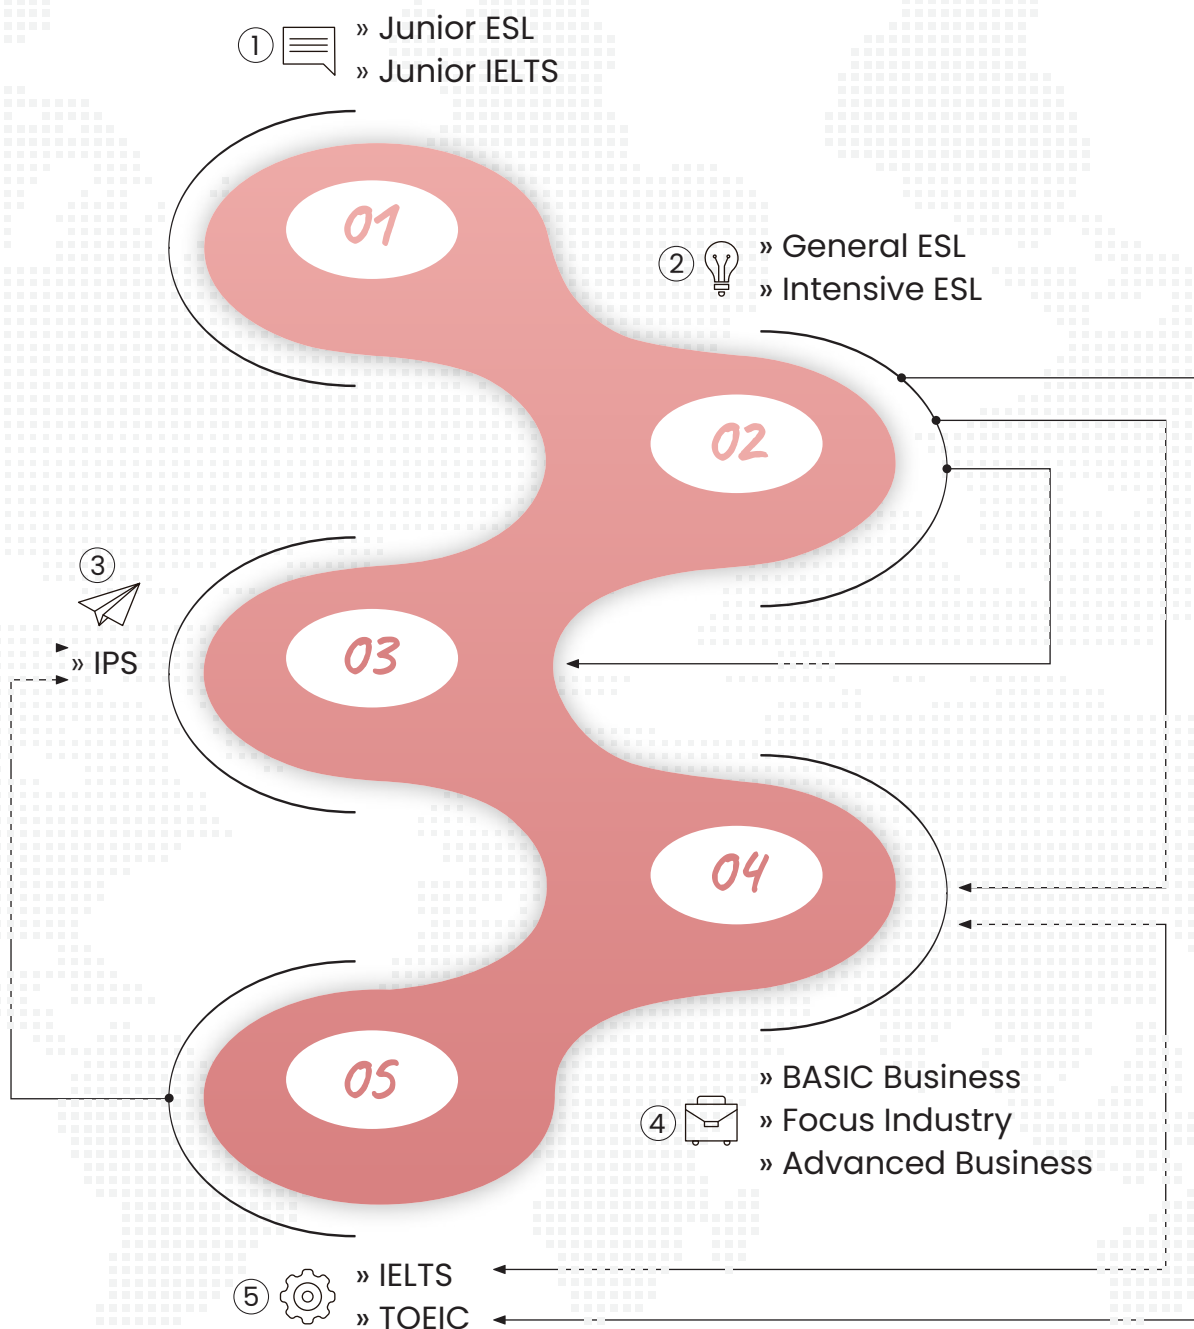 1
» Junior ESL
» Junior IELTS
01
2
» General ESL
» Intensive ESL
02
3
» IPS
03
04
05
4
» BASIC Business
» Focus Industry
» Advanced Business
5
» IELTS
» TOEIC